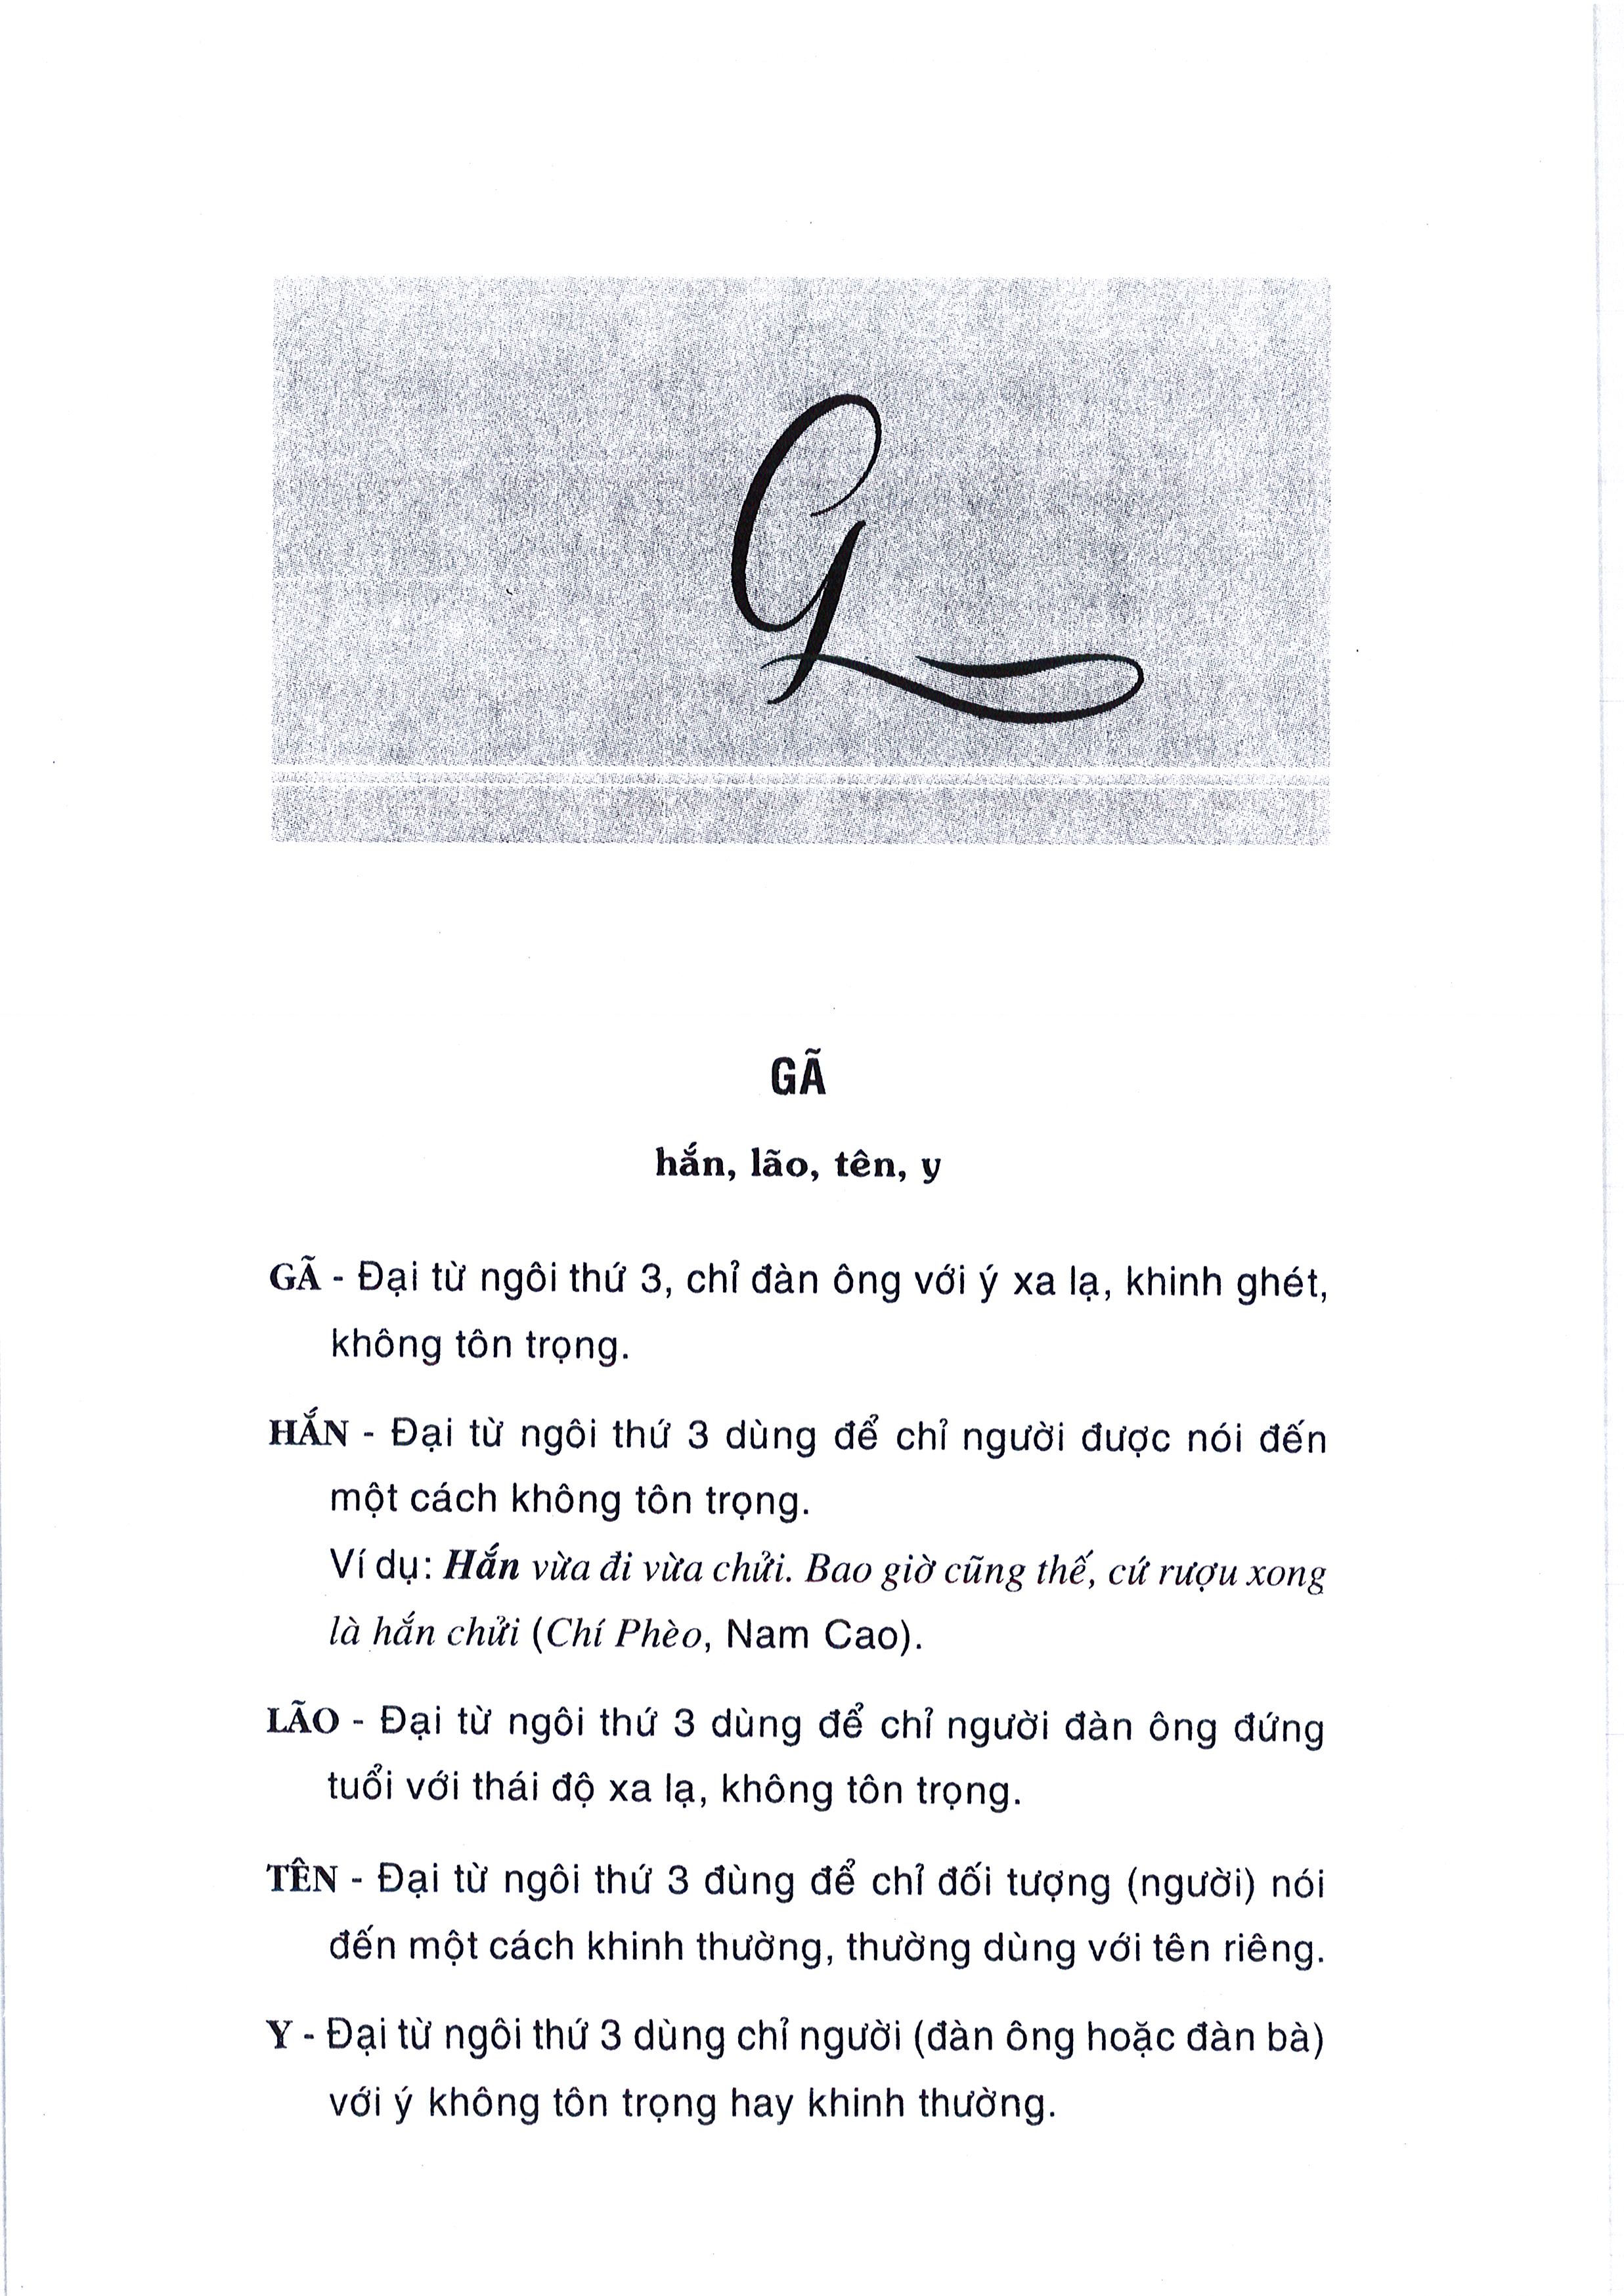 G
GÃ
hắn, lão, tên, y
GÃ - Đại từ ngôi thứ 3, chỉ đàn ông với ý xa lạ, khinh ghét,
không tôn trọng.
HẮN - Đại từ ngôi thứ 3 dùng để chỉ người được nói đến
một cách không tôn trọng.
Ví dụ: Hắn vừa đi vừa chửi. Bao giờ cũng thế, cứ rượu xong
là hắn chửi (Chí Phèo, Nam Cao).
LÃO - Đại từ ngôi thứ 3 dùng để chỉ người đàn ông đứng
tuổi với thái độ xa lạ, không tôn trọng.
TÊN - Đại từ ngôi thứ 3 đùng để chỉ đối tượng (người) nói
đến một cách khinh thường, thường dùng với tên riêng.
Y - Đại từ ngôi thứ 3 dùng chỉ người (đàn ông hoặc đàn bà)
với ý không tôn trọng hay khinh thường.